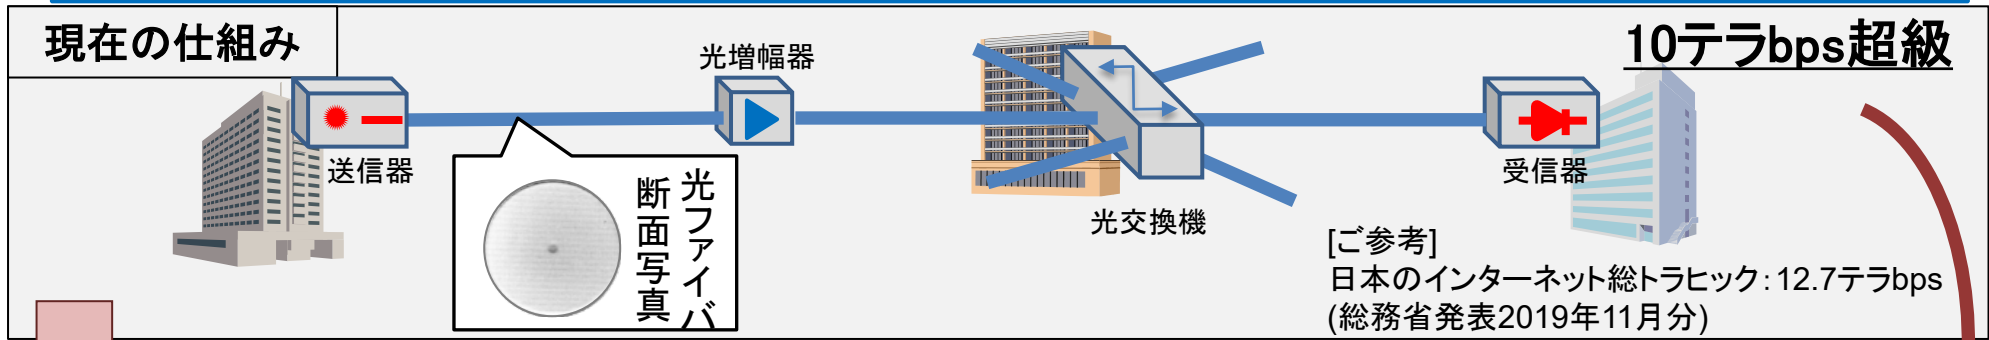 現在の仕組み
10テラbps超級
光増幅器
送信器
光ファイバ
断面写真
光交換機
受信器
[ご参考]
日本のインターネット総トラヒック：12.7テラbps
(総務省発表2019年11月分)